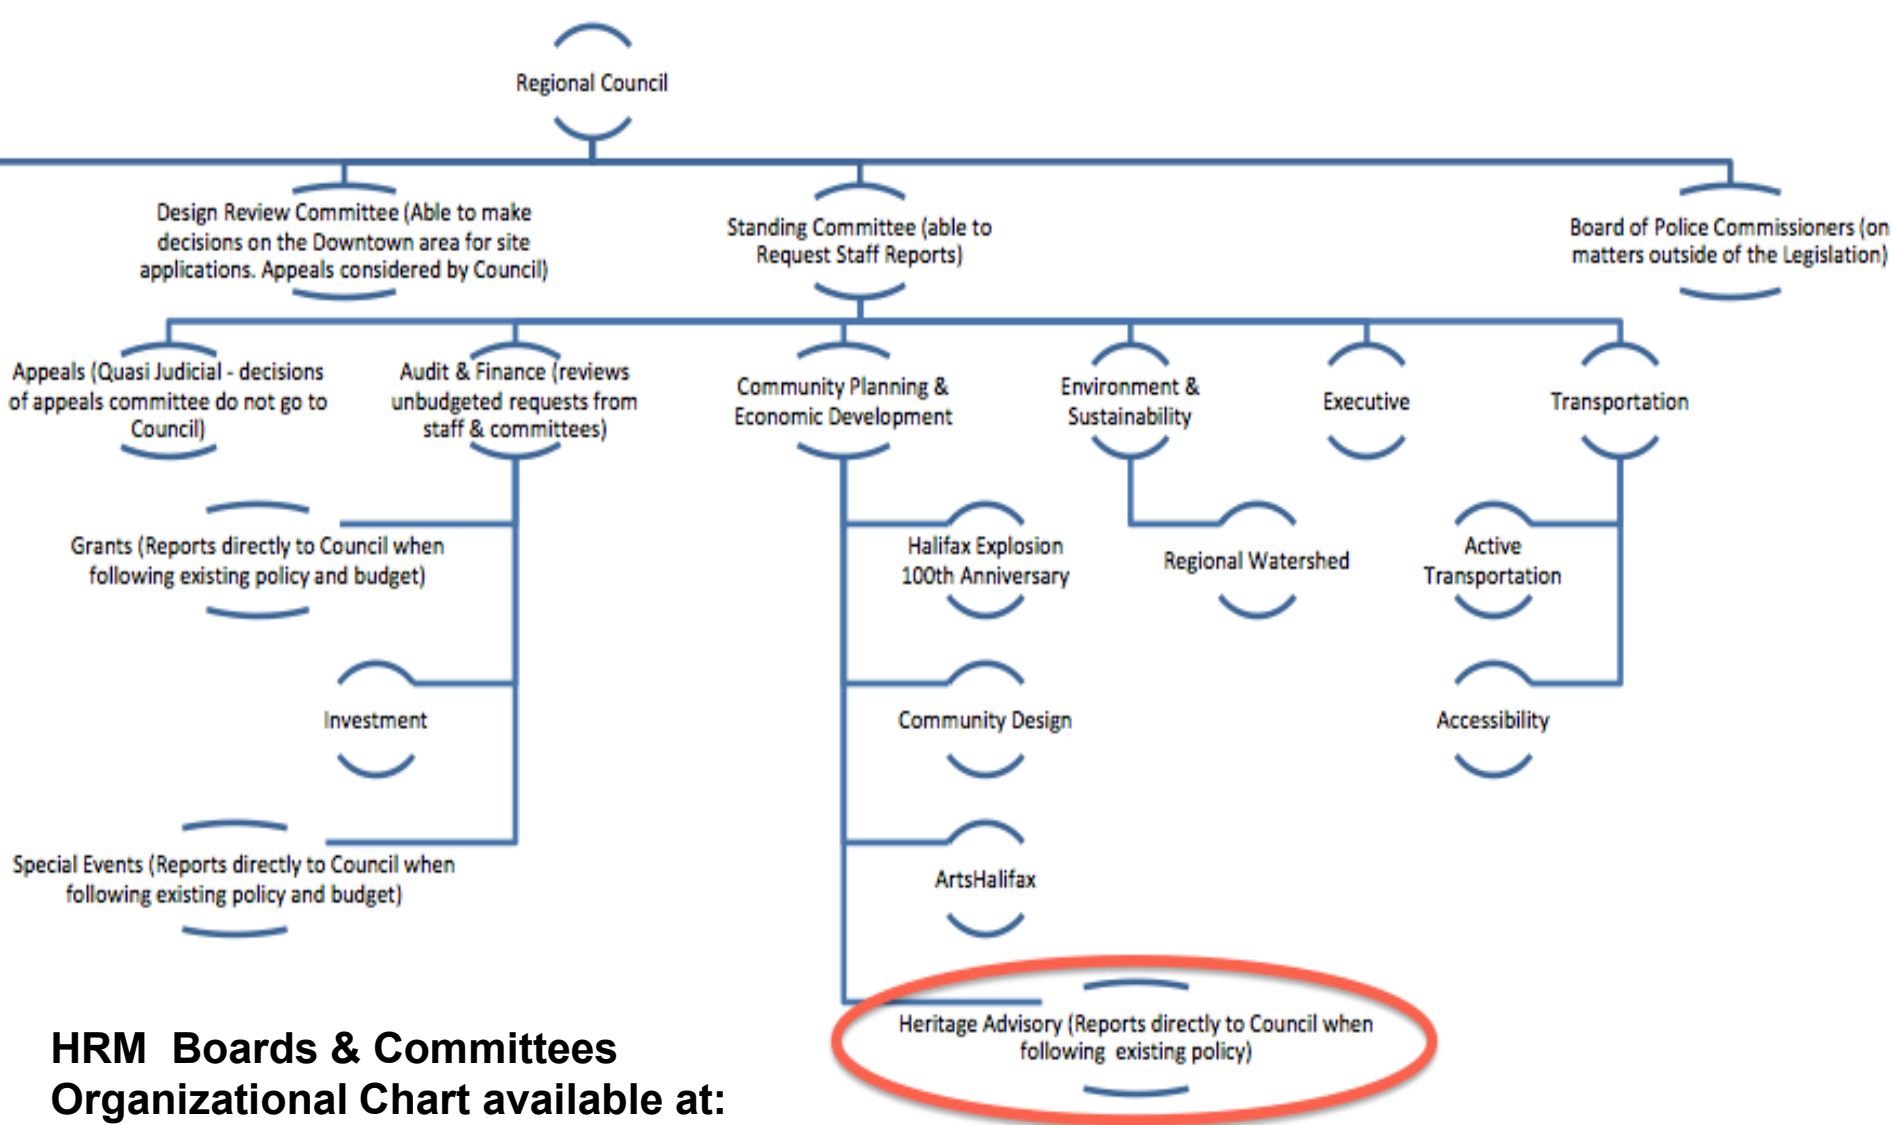 Regional Council
Design Review Committee (Able to make
decisions on the Downtown area for site
applications. Appeals considered by Council)
Standing Committee (able to
Request Staff Reports)
Board of Police Commissioners (on
matters outside of the Legislation)
Appeals (Quasi Judicial - decisions
of appeals committee do not go to
Council)
Audit & Finance (reviews
unbudgeted requests from
staff & committees)
Community Planning &
Economic Development
Environment &
Sustainability
Executive
Transportation
Grants (Reports directly to Council when
following existing policy and budget)
Halifax Explosion
100th Anniversary
Regional Watershed
Active
Transportation
Investment
Community Design
Accessibility
Special Events (Reports directly to Council when
following existing policy and budget)
ArtsHalifax
Heritage Advisory (Reports directly to Council when
following existing policy)
HRM Boards & Committees
Organizational Chart available at: